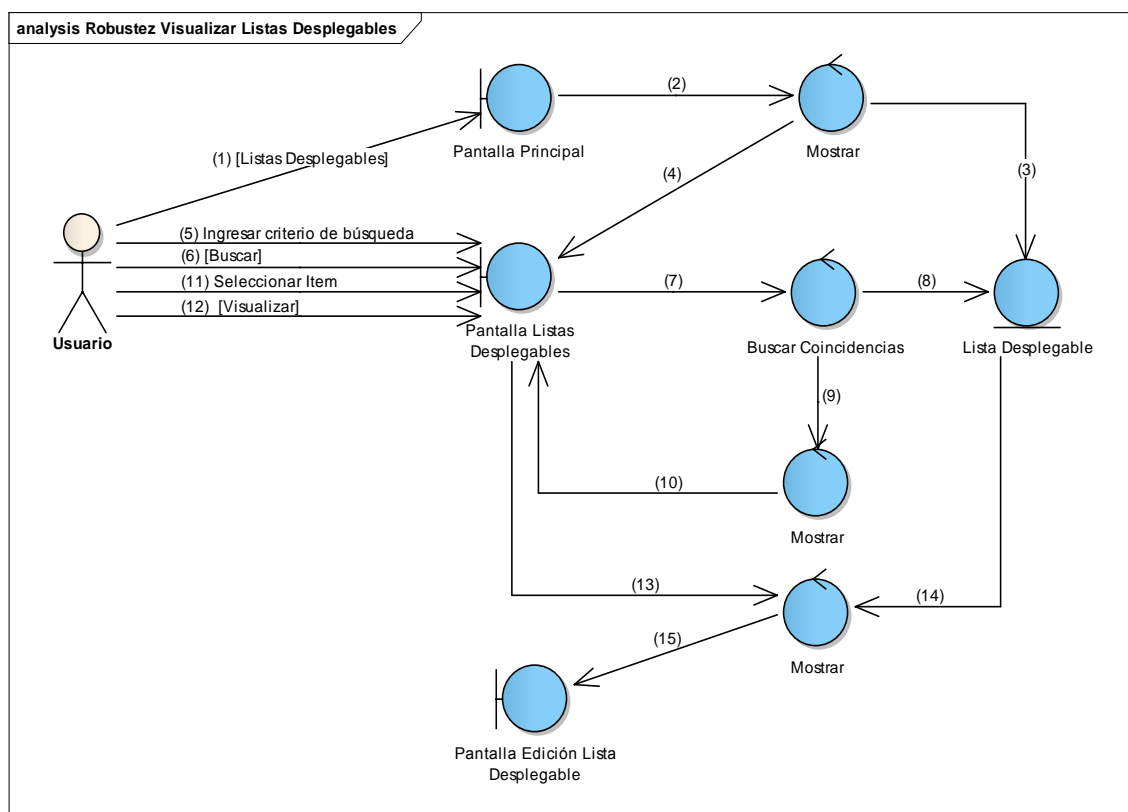 analysis Robustez Visualizar Listas Desplegables
(2)
Pantalla Principal
Mostrar
(1) [Listas Desplegables]
(4)
(3)
(5) Ingresar criterio de búsqueda
(6) [Buscar]
(11) Seleccionar Item
(12) [Visualizar]
(7)
(8)
Usuario
Pantalla Listas
Desplegables
Buscar Coincidencias
Lista Desplegable
(9)
(10)
Mostrar
(13)
(14)
(15)
Mostrar
Pantalla Edición Lista
Desplegable